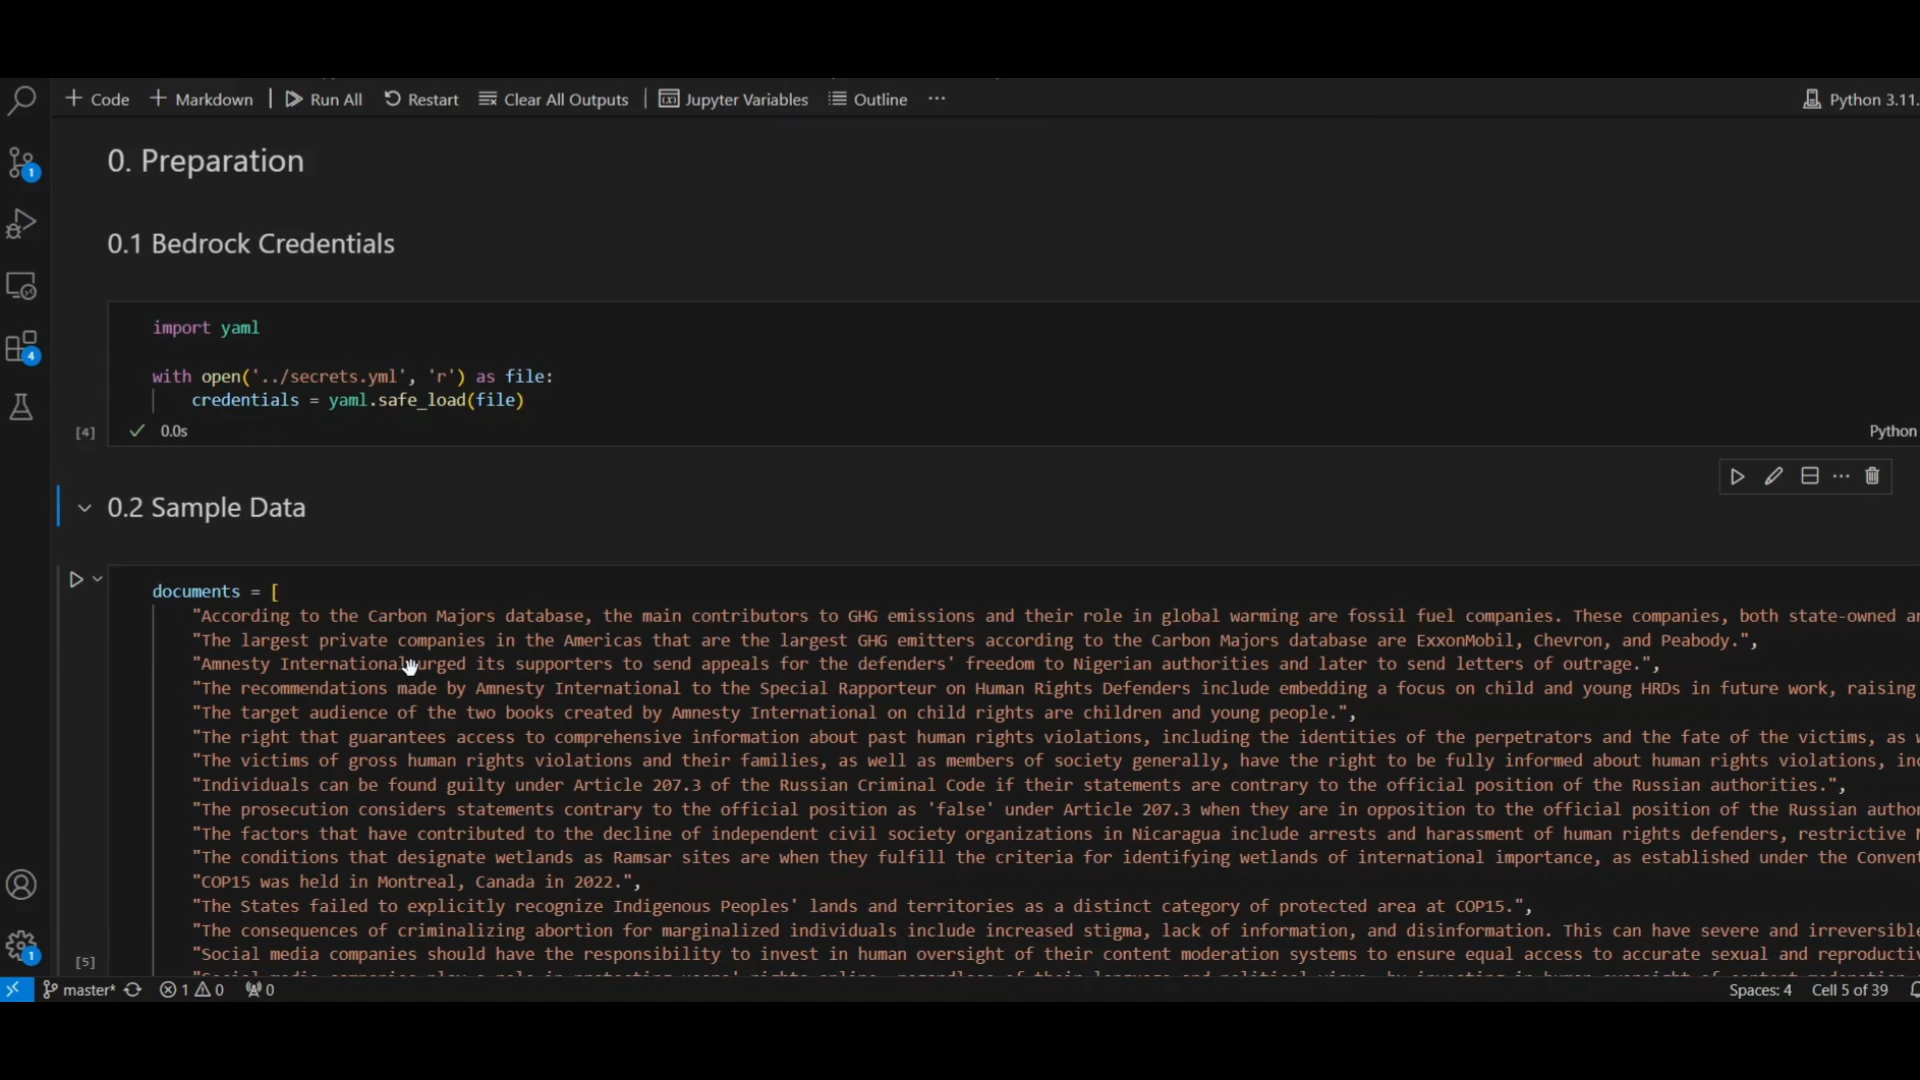 Code Markdown Run All Restart Clear All Outputs Jupyter Variables Outline ... Python 3.11.
0. Preparation
0.1 Bedrock Credentials
import yaml
with open('../secrets.yml', 'r') as file:
credentials = yaml.safe_load(file)
[4] 0.0s Python
0.2 Sample Data
documents = [
"According to the Carbon Majors database, the main contributors to GHG emissions and their role in global warming are fossil fuel companies. These companies, both state-owned
"The largest private companies in the Americas that are the largest GHG emitters according to the Carbon Majors database are ExxonMobil, Chevron, and Peabody.",
"Amnesty International urged its supporters to send appeals for the defenders' freedom to Nigerian authorities and later to send letters of outrage.",
"The recommendations made by Amnesty International to the Special Rapporteur on Human Rights Defenders include embedding a focus on child and young HRDs in future work, raising
"The target audience of the two books created by Amnesty International on child rights are children and young people.",
"The right that guarantees access to comprehensive information about past human rights violations, including the identities of the perpetrators and the fate of the victims, as
"The victims of gross human rights violations and their families, as well as members of society generally, have the right to be fully informed about human rights violations,
"Individuals can be found guilty under Article 207.3 of the Russian Criminal Code if their statements are contrary to the official position of the Russian authorities.",
"The prosecution considers statements contrary to the official position as 'false' under Article 207.3 when they are in opposition to the official position of the Russian
"The factors that have contributed to the decline of independent civil society organizations in Nicaragua include arrests and harassment of human rights defenders, restrictive
"The conditions that designate wetlands as Ramsar sites are when they fulfill the criteria for identifying wetlands of international importance, as established under the
"COP15 was held in Montreal, Canada in 2022.",
"The States failed to explicitly recognize Indigenous Peoples' lands and territories as a distinct category of protected area at COP15.",
"The consequences of criminalizing abortion for marginalized individuals include increased stigma, lack of information, and disinformation. This can have severe and
"Social media companies should have the responsibility to invest in human oversight of their content moderation systems to ensure equal access to accurate sexual and
[5]
master* 1 0 0 Spaces: 4 Cell 5 of 39
1
4
1